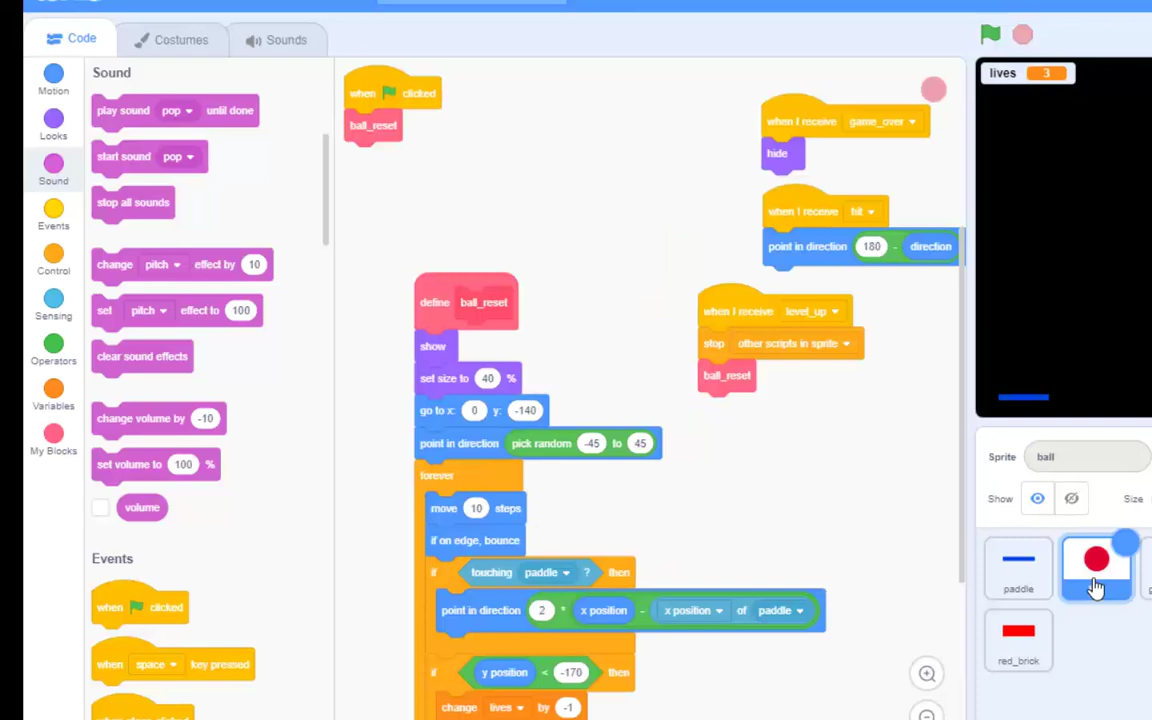 Code
Costumes
Sounds
Motion
Looks
Sound
Events
Control
Sensing
Operators
Variables
My Blocks
Sound
play sound pop until done
start sound pop
stop all sounds
change pitch effect by 10
set pitch effect to 100
clear sound effects
change volume by -10
set volume to 100 %
volume
Events
when clicked
when space key pressed
when clicked
ball_reset
define ball_reset
show
set size to 40 %
go to x: 0 y: -140
point in direction pick random -45 to 45
forever
move 10 steps
if on edge, bounce
if touching paddle ? then
point in direction 2 * x position - x position of paddle
if y position < -170 then
change lives by -1
when I receive game_over
hide
when I receive hit
point in direction 180 - direction
when I receive level_up
stop other scripts in sprite
ball_reset
lives 3
Sprite ball
Show Size
paddle
red_brick